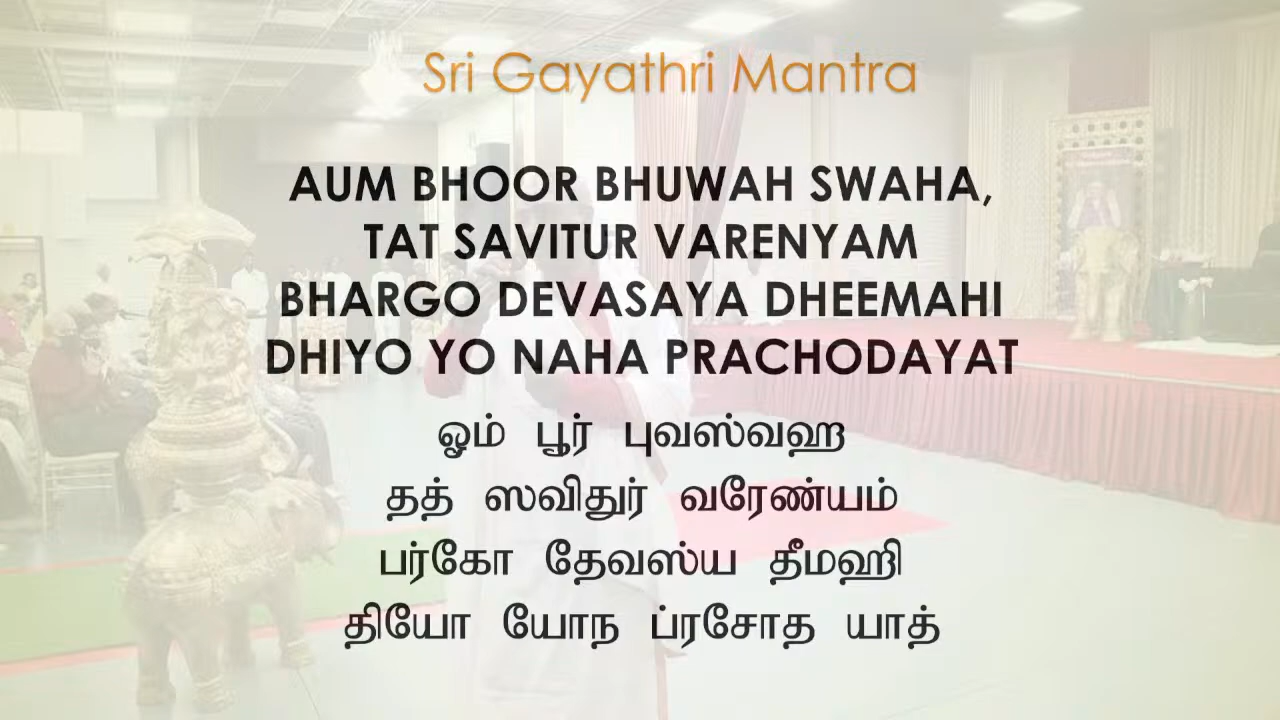 Sri Gayathri Mantra
AUM BHOOR BHUWAH SWAHA,
TAT SAVITUR VARENYAM
BHARGO DEVASAYA DHEEMAHI
DHIYO YO NAHA PRACHODAYAT
ஓம் பூர் புவஸ்வஹ
தத் ஸவிதுர் வரேண்யம்
பர்கோ தேவஸ்ய தீமஹி
தியோ யோந ப்ரசோத யாத்